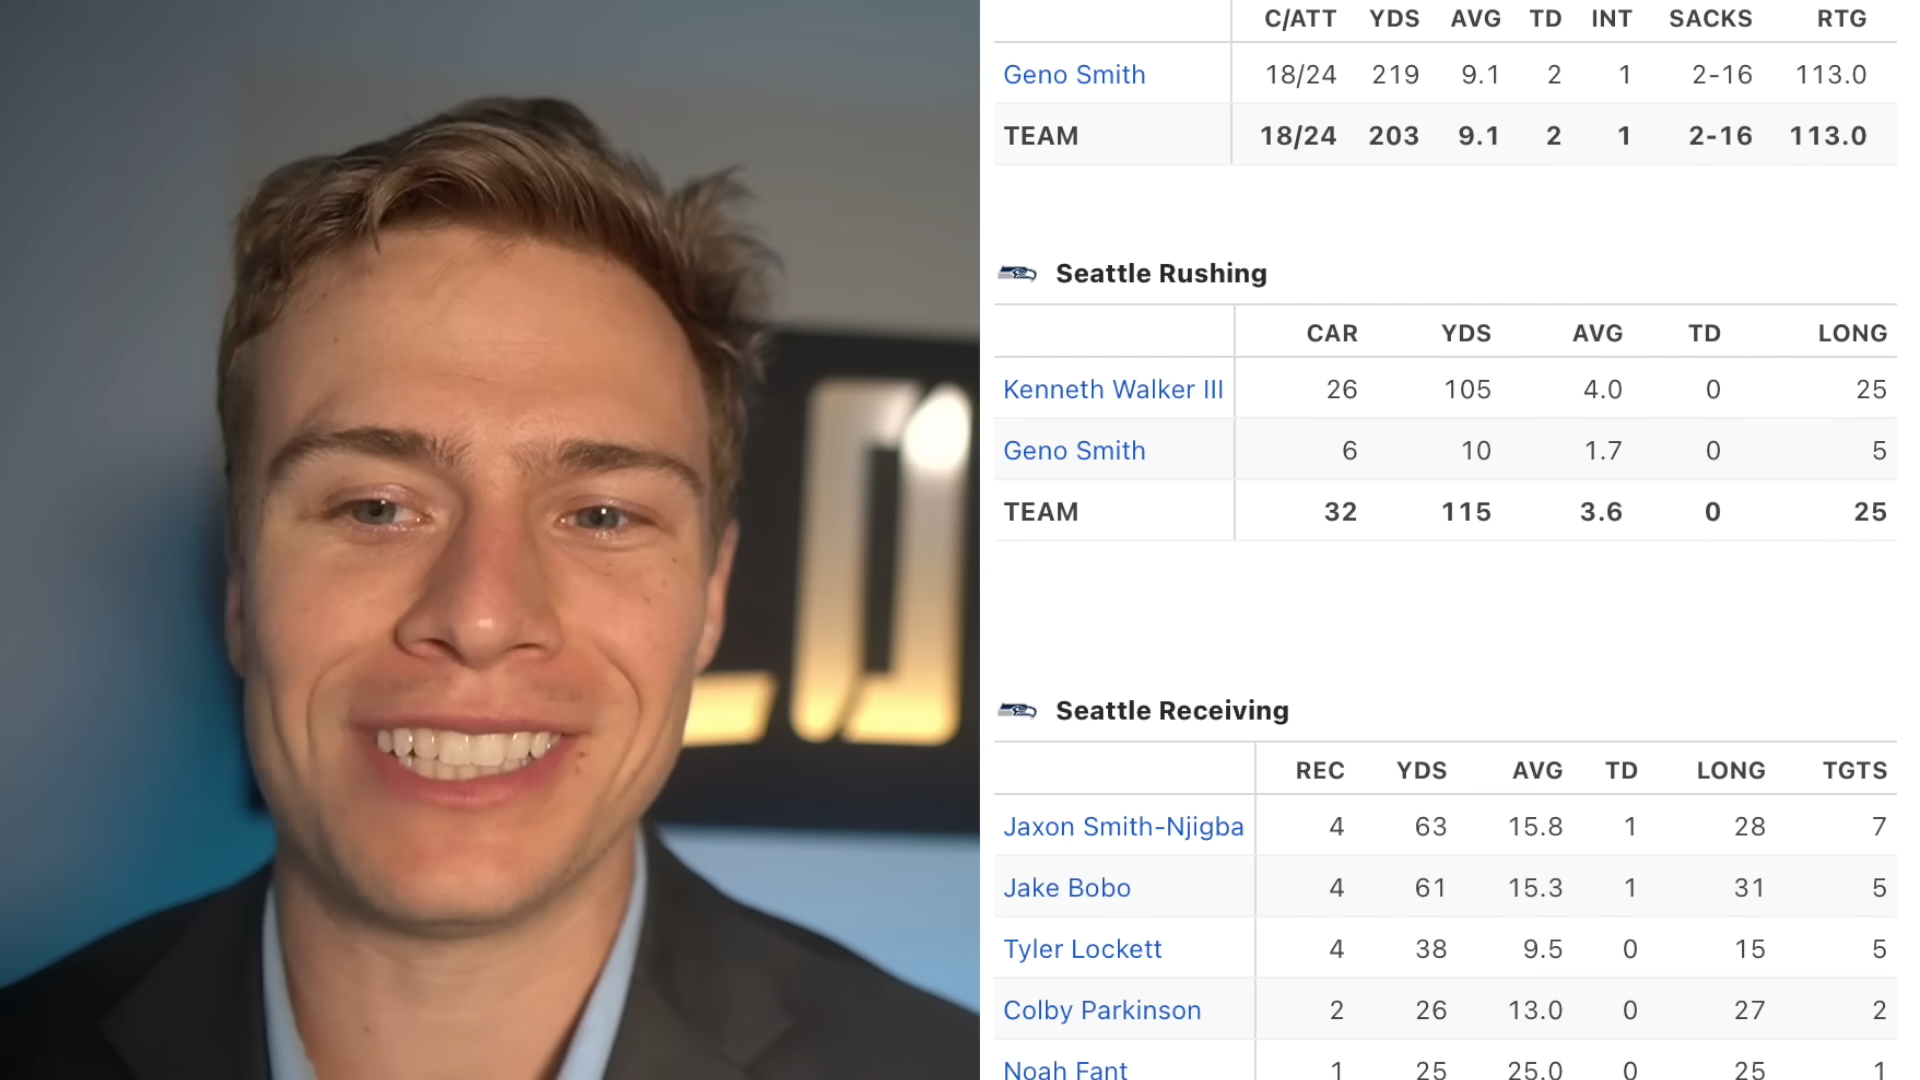 C/ATT YDS AVG TD INT SACKS RTG
Geno Smith 18/24 219 9.1 2 1 2-16 113.0
TEAM 18/24 203 9.1 2 1 2-16 113.0
Seattle Rushing
CAR YDS AVG TD LONG
Kenneth Walker III 26 105 4.0 0 25
Geno Smith 6 10 1.7 0 5
TEAM 32 115 3.6 0 25
Seattle Receiving
REC YDS AVG TD LONG TGTS
Jaxon Smith-Njigba 4 63 15.8 1 28 7
Jake Bobo 4 61 15.3 1 31 5
Tyler Lockett 4 38 9.5 0 15 5
Colby Parkinson 2 26 13.0 0 27 2
Noah Fant 1 25 25.0 0 25 1